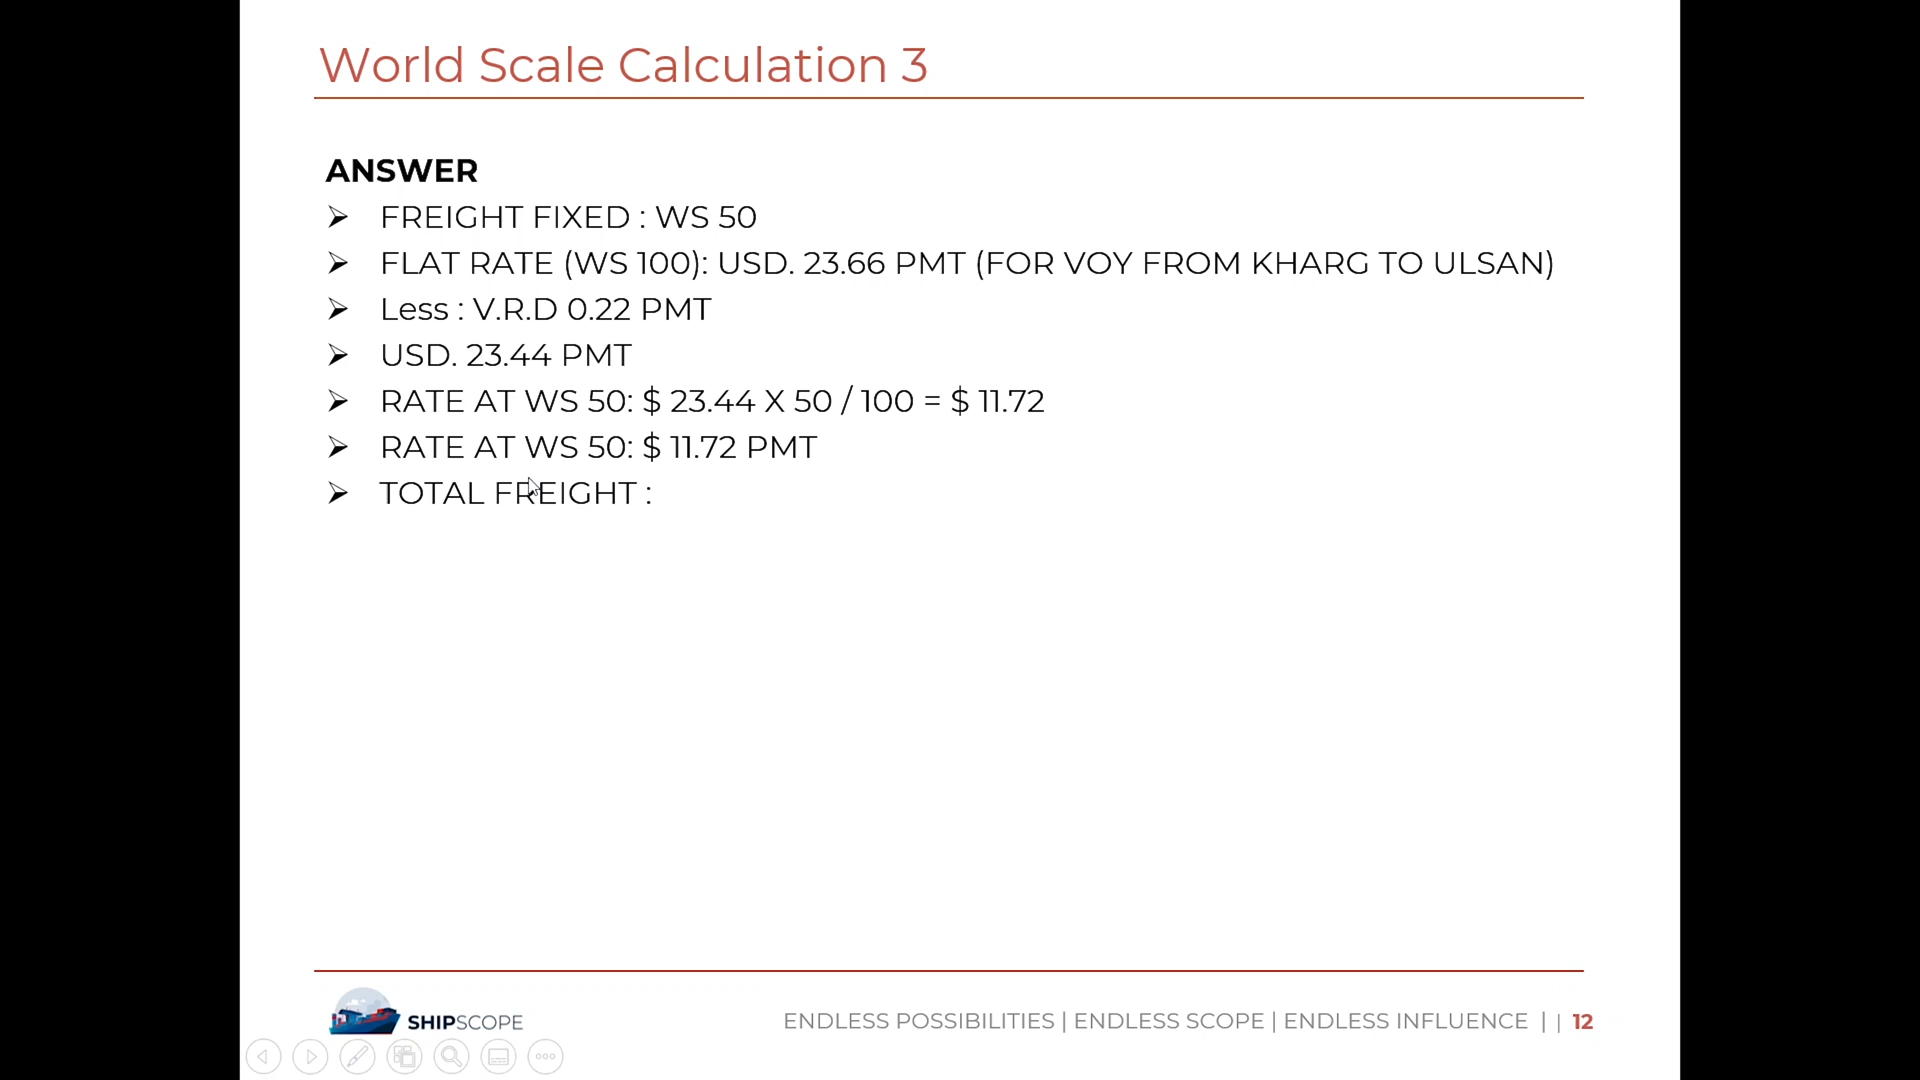 World Scale Calculation 3
ANSWER
FREIGHT FIXED : WS 50
FLAT RATE (WS 100): USD. 23.66 PMT (FOR VOY FROM KHARG TO ULSAN)
Less : V.R.D 0.22 PMT
USD. 23.44 PMT
RATE AT WS 50: $ 23.44 X 50 / 100 = $ 11.72
RATE AT WS 50: $ 11.72 PMT
TOTAL FREIGHT :
SHIPSCOPE
ENDLESS POSSIBILITIES | ENDLESS SCOPE | ENDLESS INFLUENCE | | 12